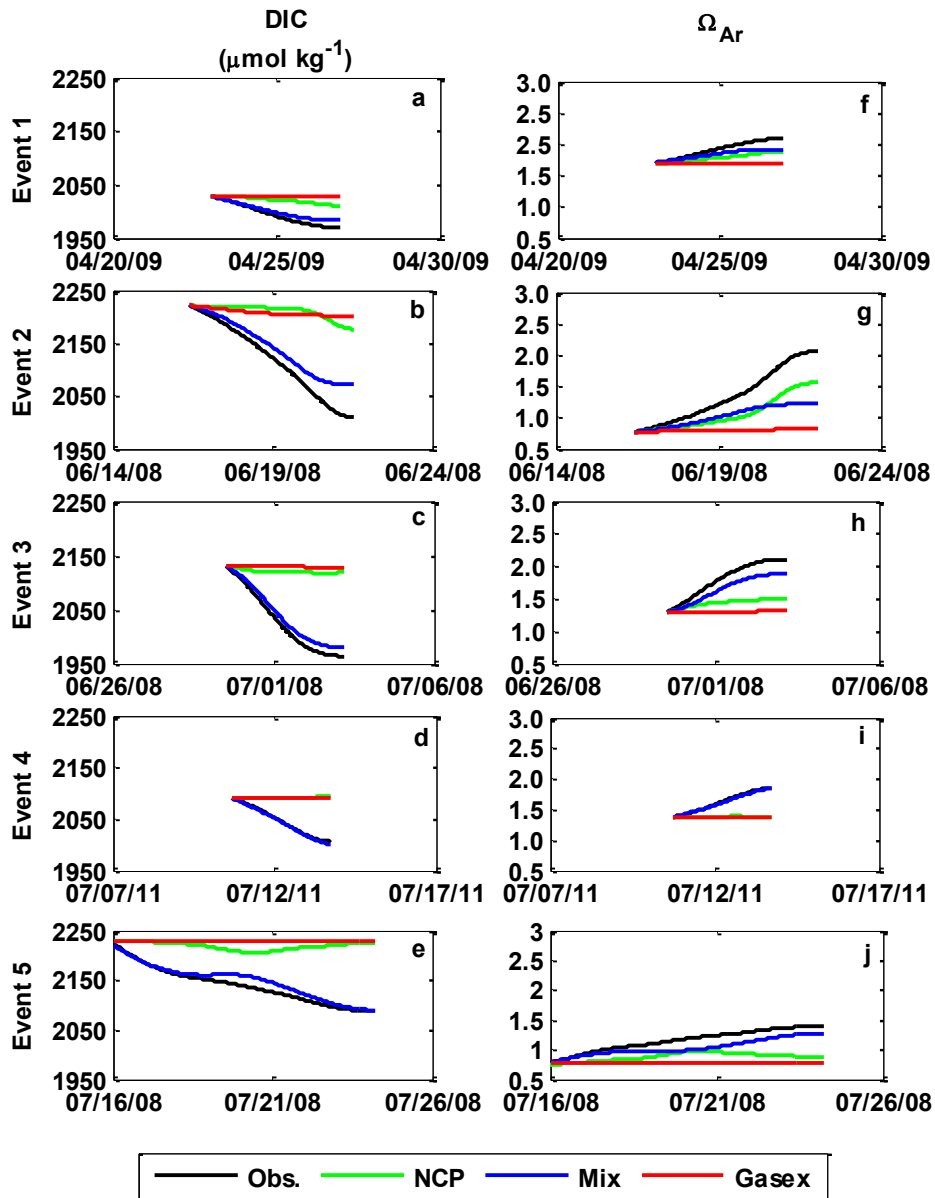 DIC
(μmol kg⁻¹)
Ω_Ar
Event 1
2250
2150
2050
1950
a
04/20/09 04/25/09 04/30/09
3.0
2.5
2.0
1.5
1.0
0.5
f
04/20/09 04/25/09 04/30/09
Event 2
2250
2150
2050
1950
b
06/14/08 06/19/08 06/24/08
3.0
2.5
2.0
1.5
1.0
0.5
g
06/14/08 06/19/08 06/24/08
Event 3
2250
2150
2050
1950
c
06/26/08 07/01/08 07/06/08
3.0
2.5
2.0
1.5
1.0
0.5
h
06/26/08 07/01/08 07/06/08
Event 4
2250
2150
2050
1950
d
07/07/11 07/12/11 07/17/11
3.0
2.5
2.0
1.5
1.0
0.5
i
07/07/11 07/12/11 07/17/11
Event 5
2250
2150
2050
1950
e
07/16/08 07/21/08 07/26/08
3
2.5
2
1.5
1
0.5
j
07/16/08 07/21/08 07/26/08
Obs. NCP Mix Gasex